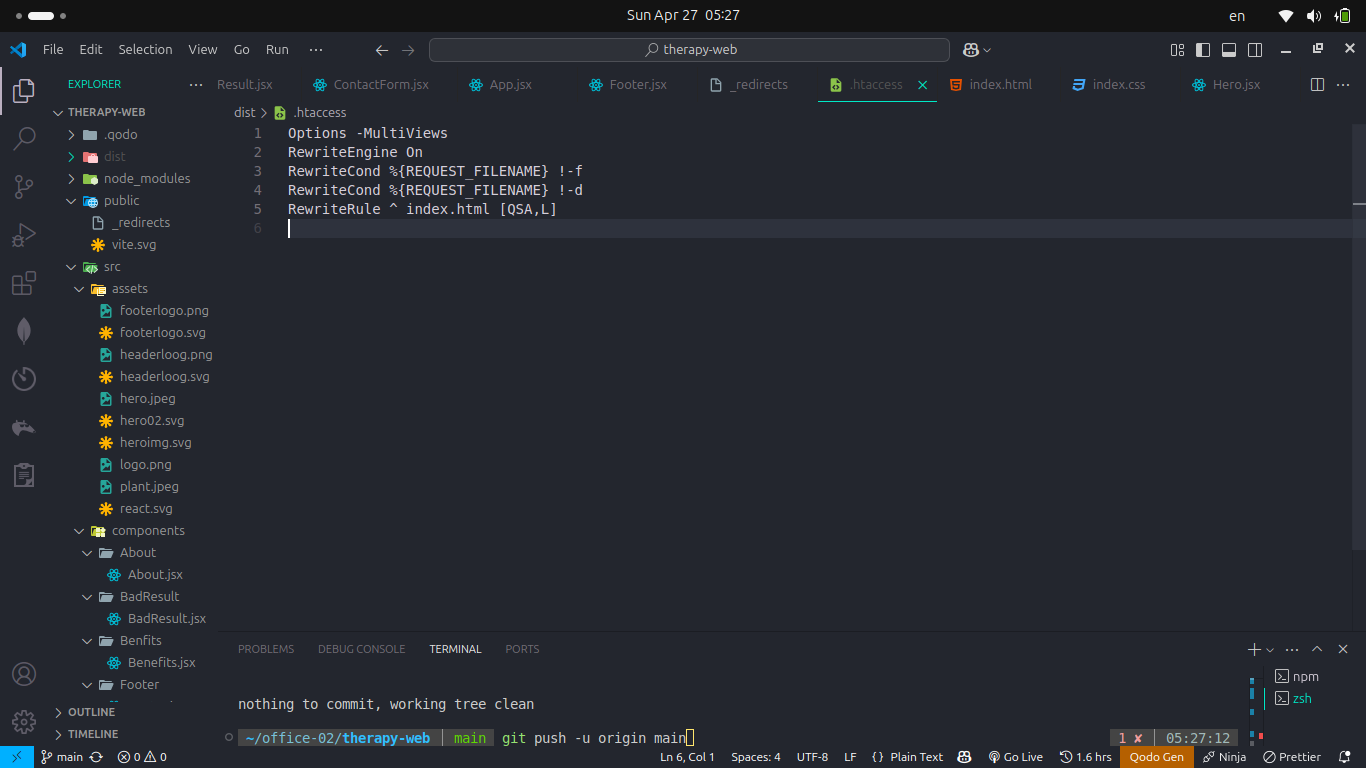 Sun Apr 27 05:27
en
File Edit Selection View Go Run ··· therapy-web
EXPLORER ··· Result.jsx ContactForm.jsx App.jsx Footer.jsx _redirects .htaccess index.html index.css Hero.jsx
THERAPY-WEB
.qodo
dist
node_modules
public
_redirects
vite.svg
src
assets
footerlogo.png
footerlogo.svg
headerloog.png
headerloog.svg
hero.jpeg
hero02.svg
heroimg.svg
logo.png
plant.jpeg
react.svg
components
About
About.jsx
BadResult
BadResult.jsx
Benfits
Benefits.jsx
Footer
OUTLINE
TIMELINE
dist > .htaccess
1 Options -MultiViews
2 RewriteEngine On
3 RewriteCond %{REQUEST_FILENAME} !-f
4 RewriteCond %{REQUEST_FILENAME} !-d
5 RewriteRule ^ index.html [QSA,L]
6
PROBLEMS DEBUG CONSOLE TERMINAL PORTS
nothing to commit, working tree clean
~/office-02/therapy-web | main git push -u origin main 1 ✘ | 05:27:12
npm
zsh
main 0 0 Ln 6, Col 1 Spaces: 4 UTF-8 LF { } Plain Text Go Live 1.6 hrs Qodo Gen Ninja Prettier